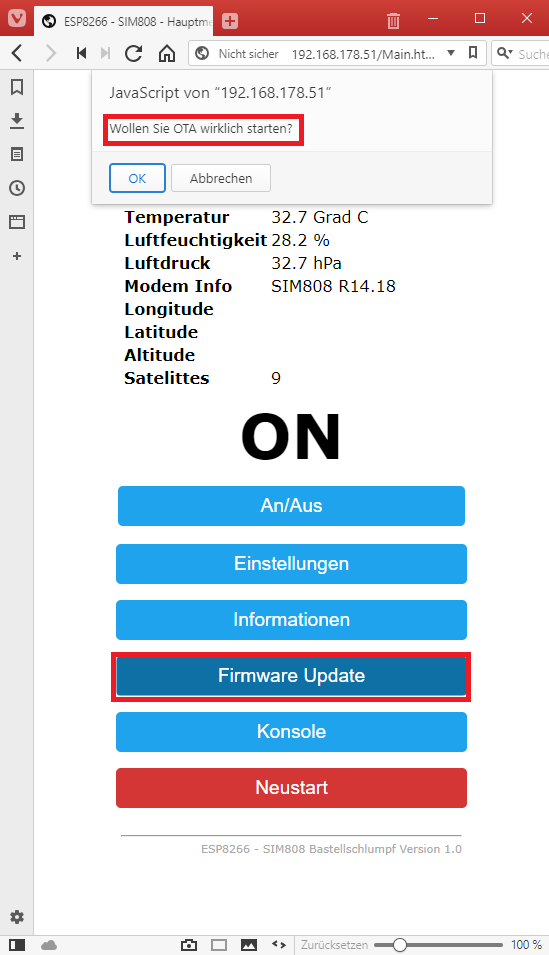 ESP8266 - SIM808 - Hauptme
Nicht sicher 192.168.178.51/Main.ht... Suche
JavaScript von "192.168.178.51"
Wollen Sie OTA wirklich starten?
OK Abbrechen
Temperatur 32.7 Grad C
Luftfeuchtigkeit 28.2 %
Luftdruck 32.7 hPa
Modem Info SIM808 R14.18
Longitude
Latitude
Altitude
Satelittes 9
ON
An/Aus
Einstellungen
Informationen
Firmware Update
Konsole
Neustart
ESP8266 - SIM808 Bastellschlumpf Version 1.0
Zurücksetzen 100 %